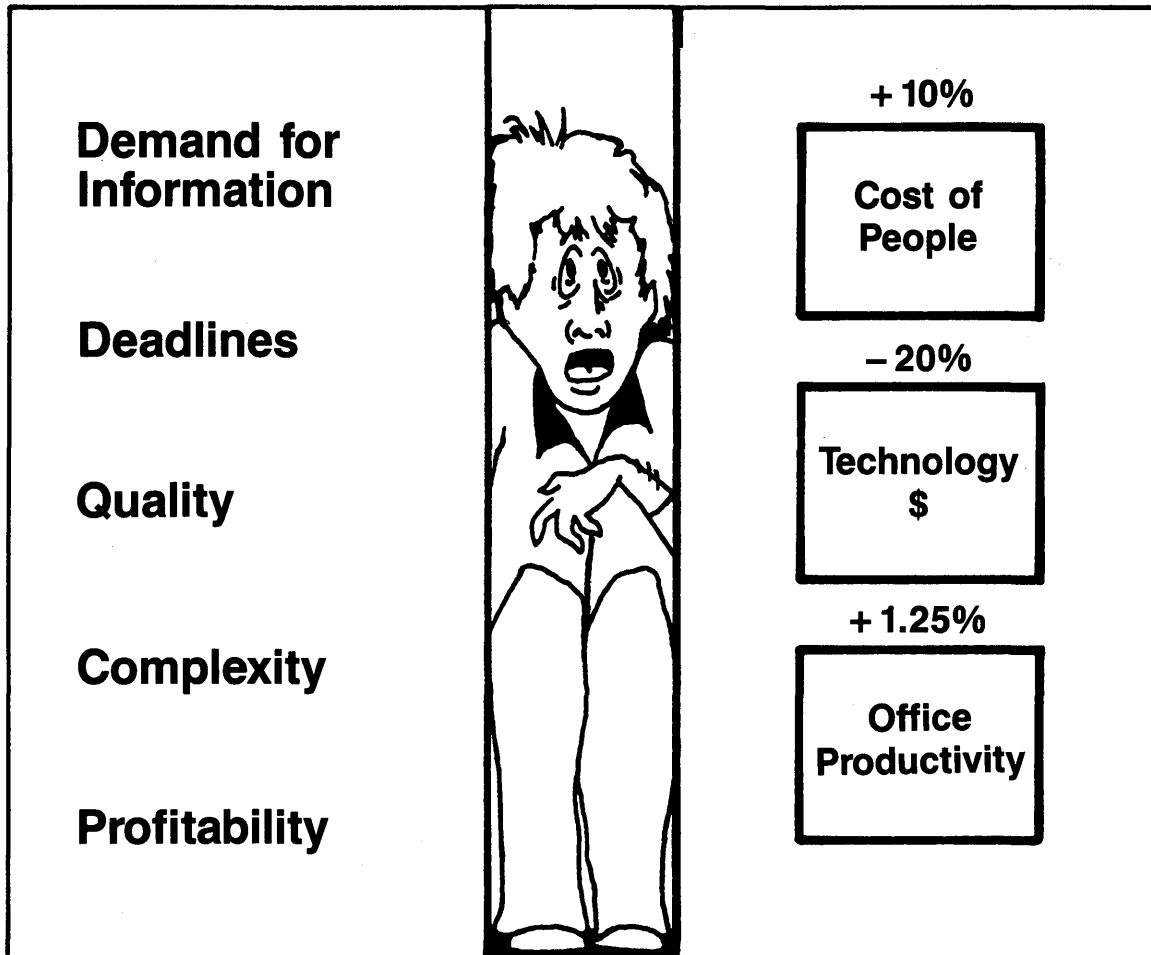 Demand for
Information
Deadlines
Quality
Complexity
Profitability
+ 10%
Cost of
People
– 20%
Technology
$
+ 1.25%
Office
Productivity